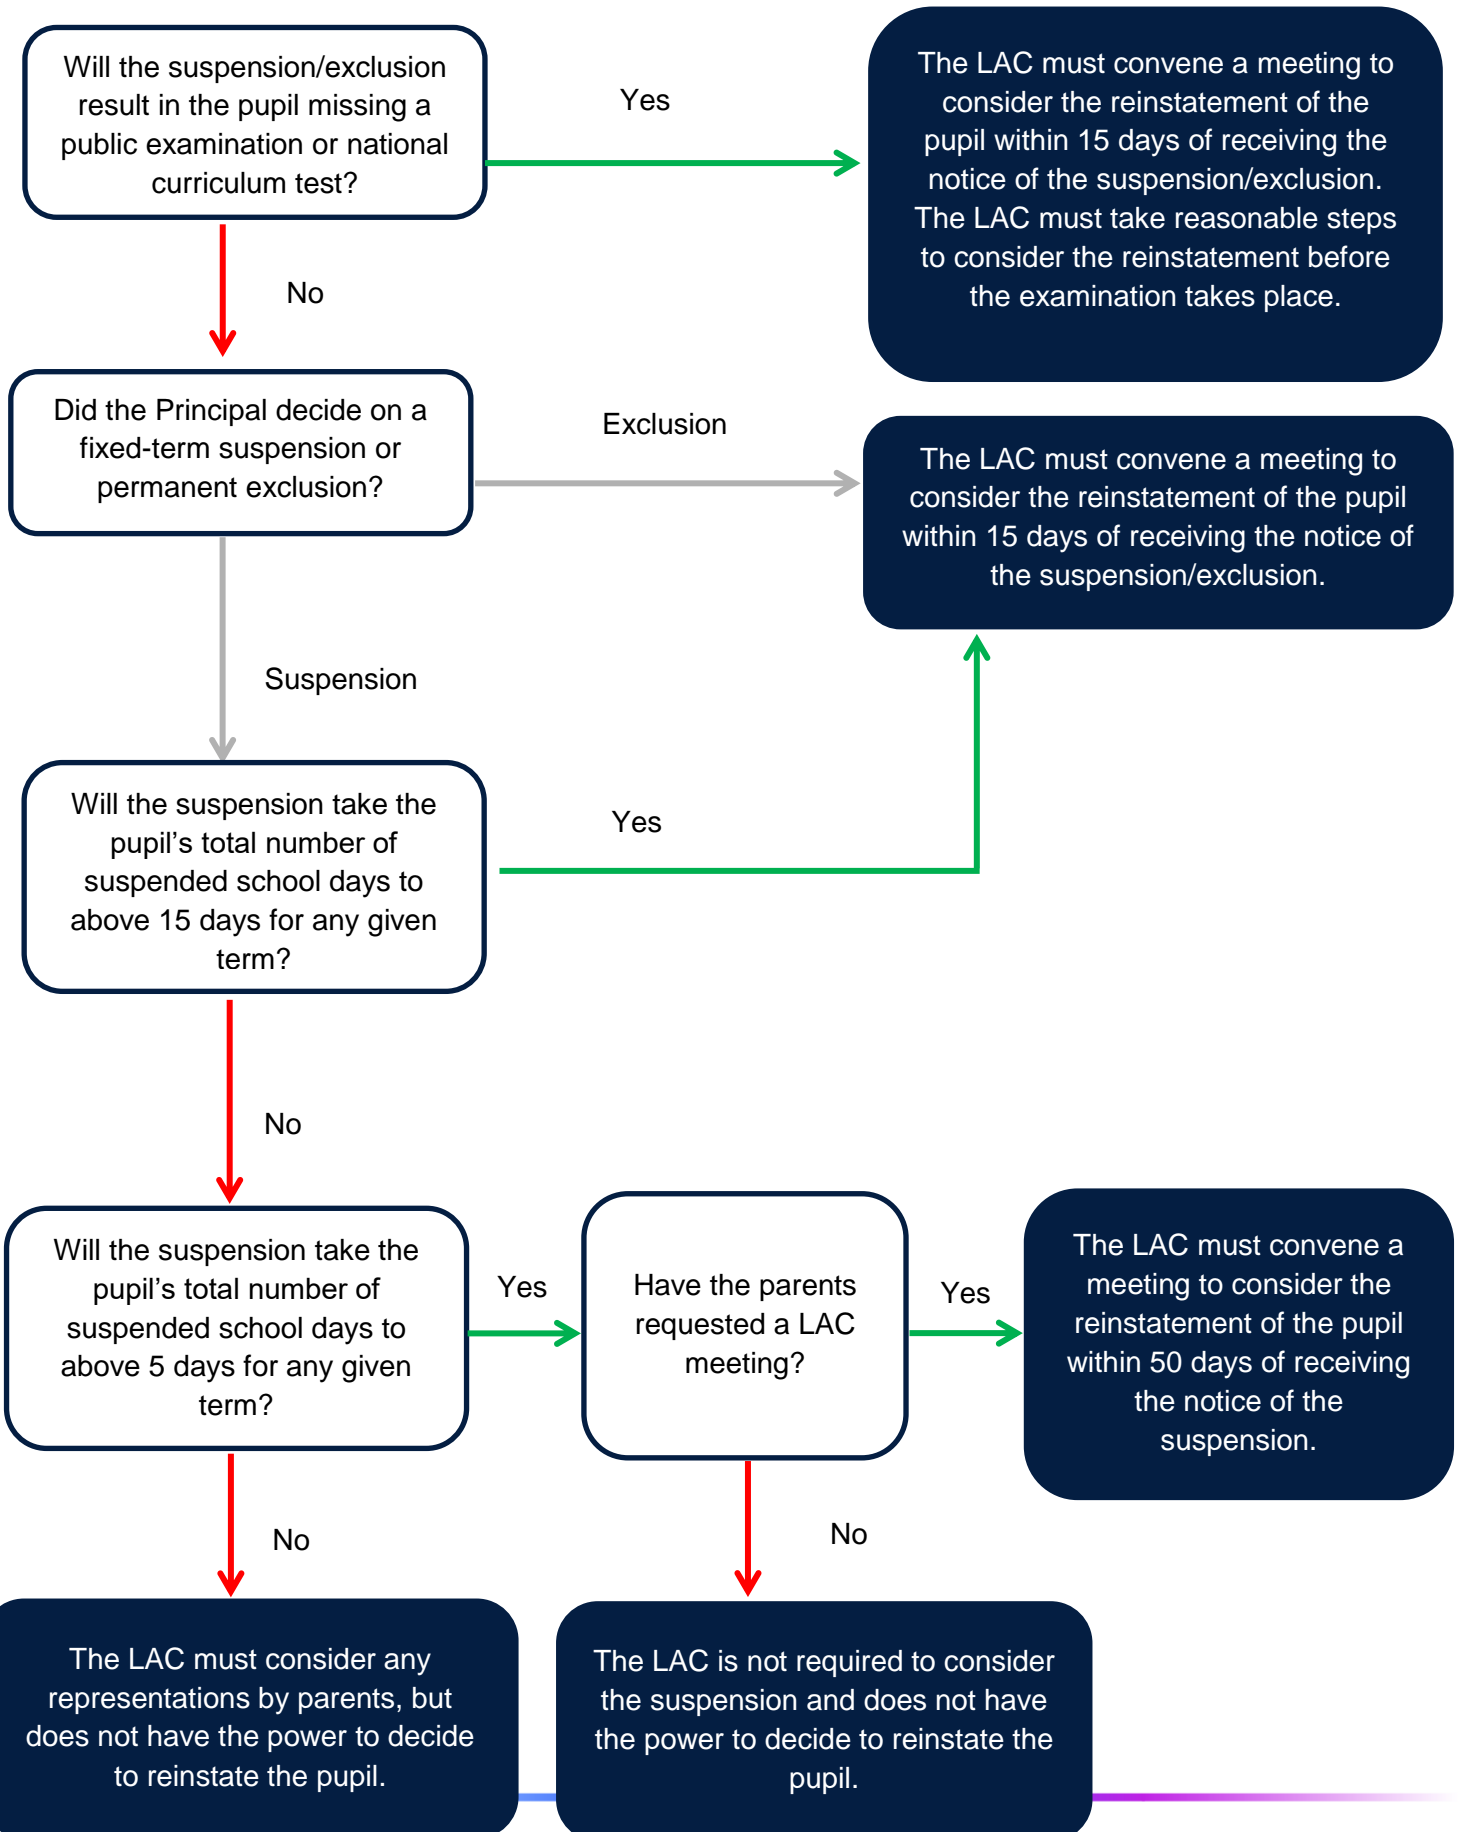 Will the suspension/exclusion
result in the pupil missing a
public examination or national
curriculum test?
Yes
The LAC must convene a meeting to
consider the reinstatement of the
pupil within 15 days of receiving the
notice of the suspension/exclusion.
The LAC must take reasonable steps
to consider the reinstatement before
the examination takes place.
No
Did the Principal decide on a
fixed-term suspension or
permanent exclusion?
Exclusion
The LAC must convene a meeting to
consider the reinstatement of the pupil
within 15 days of receiving the notice of
the suspension/exclusion.
Suspension
Will the suspension take the
pupil’s total number of
suspended school days to
above 15 days for any given
term?
Yes
No
Will the suspension take the
pupil’s total number of
suspended school days to
above 5 days for any given
term?
Yes
Have the parents
requested a LAC
meeting?
Yes
The LAC must convene a
meeting to consider the
reinstatement of the pupil
within 50 days of receiving
the notice of the
suspension.
No
No
The LAC must consider any
representations by parents, but
does not have the power to decide
to reinstate the pupil.
The LAC is not required to consider
the suspension and does not have
the power to decide to reinstate the
pupil.